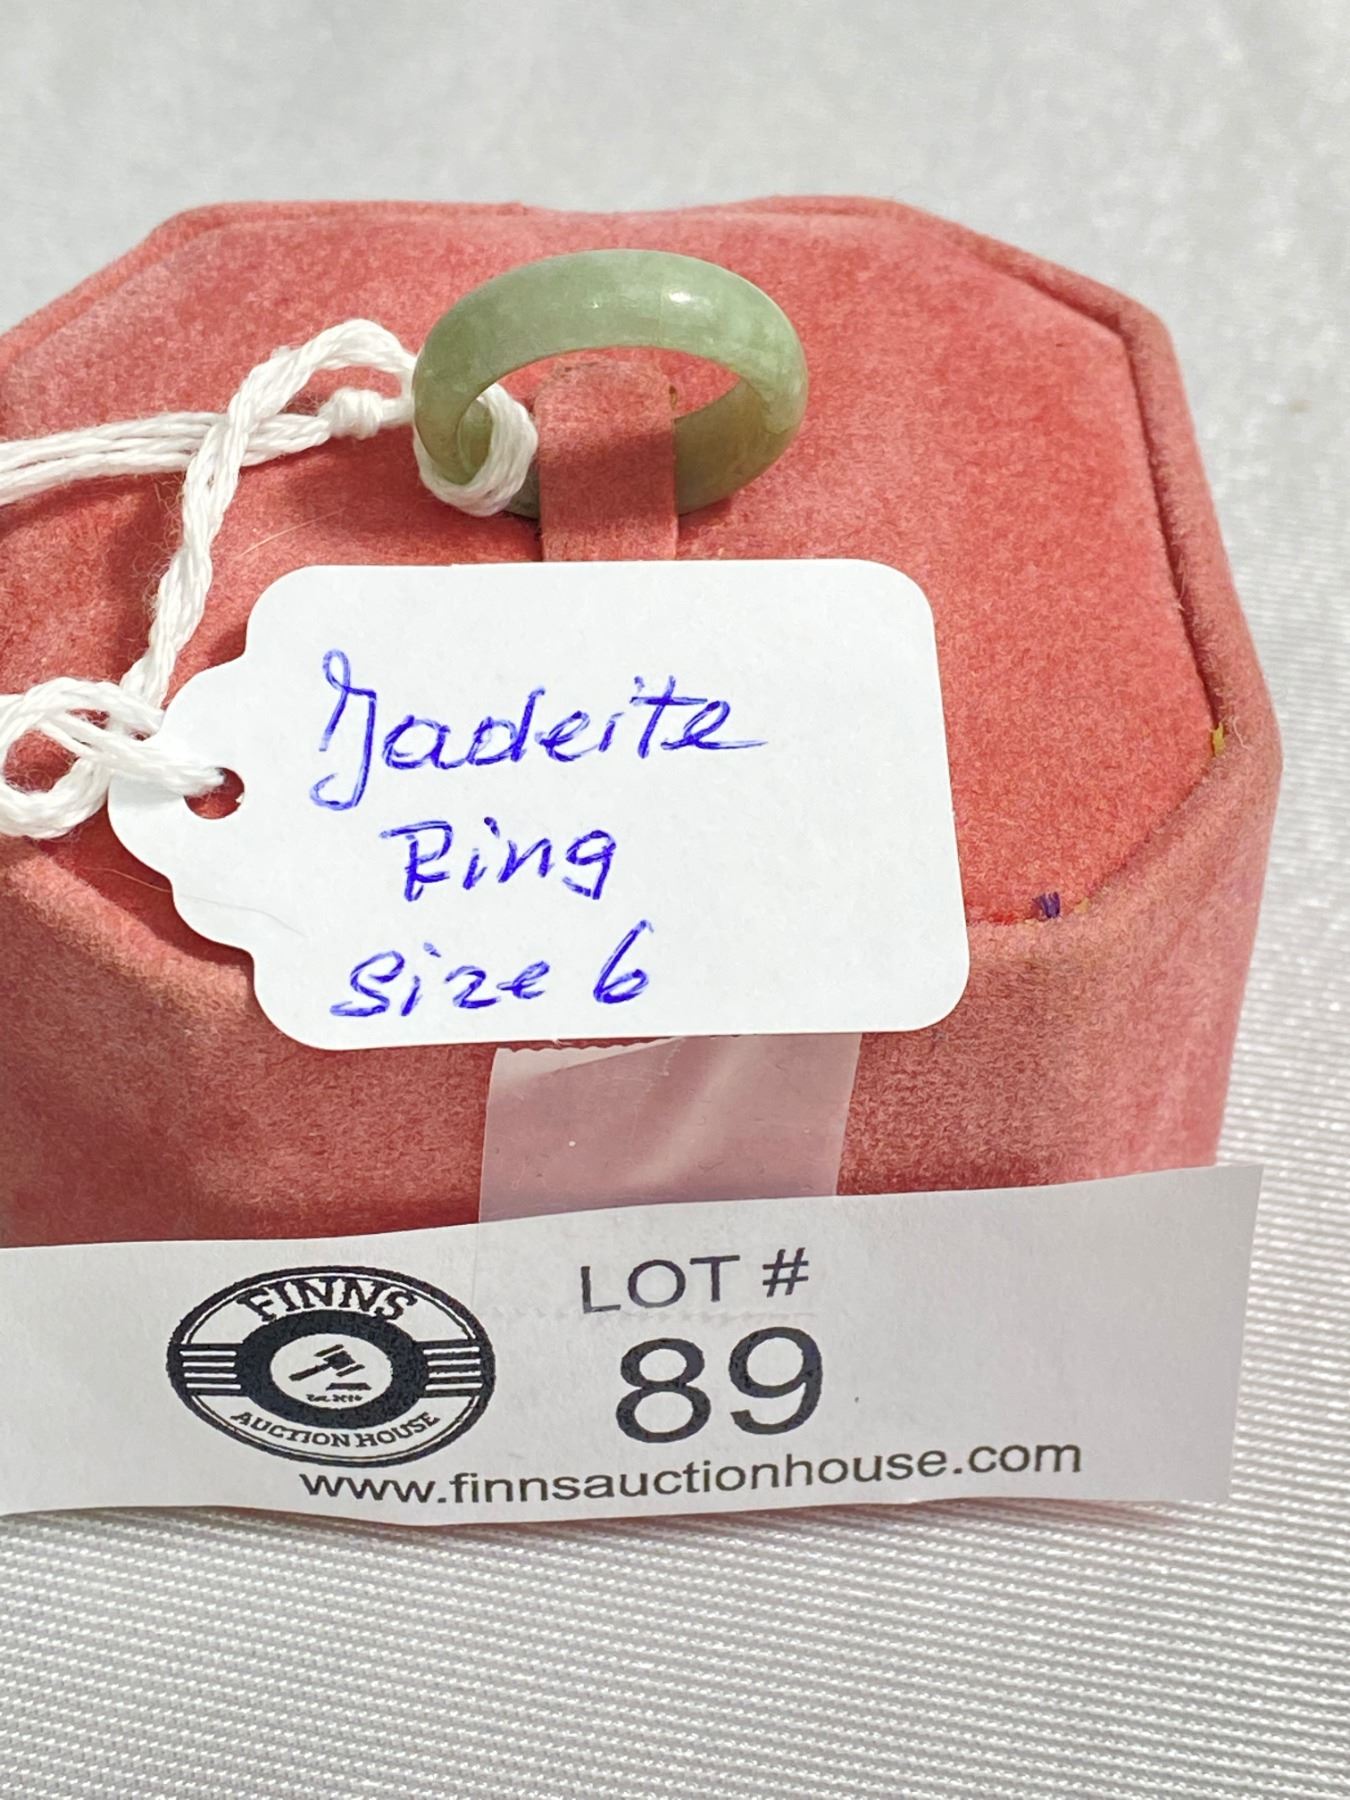 Jadeite
Ring
Size 6
FINNS
AUCTION HOUSE
LOT #
89
www.finnsauctionhouse.com